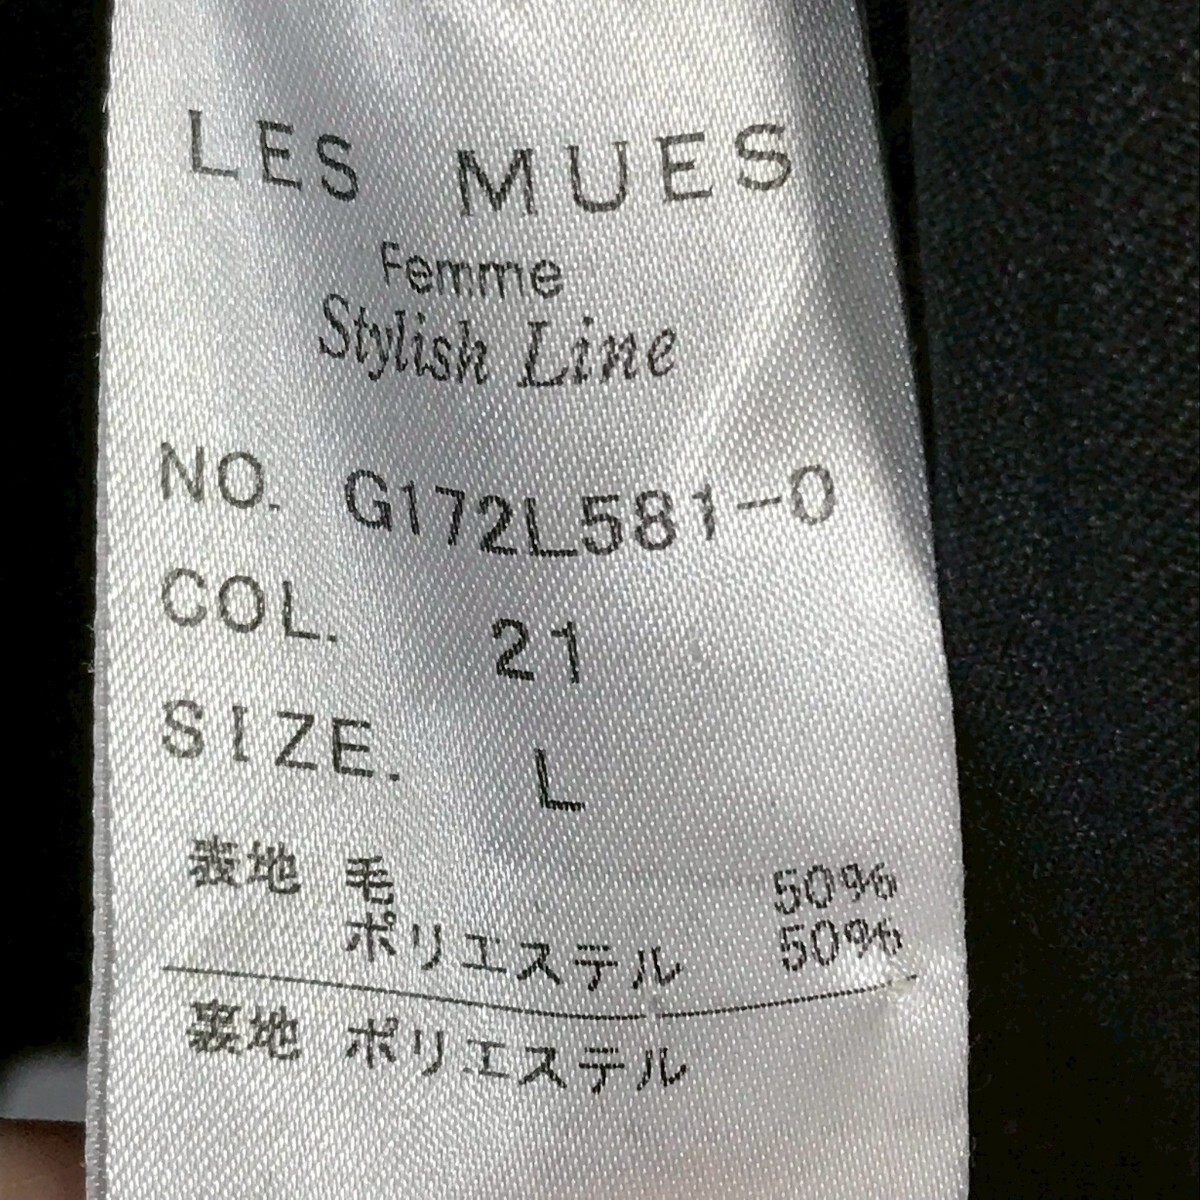 LES MUES
Femme
Stylish Line
NO. G172L581-0
COL. 21
SIZE. L
表地 毛 50%
ポリエステル 50%
裏地 ポリエステル